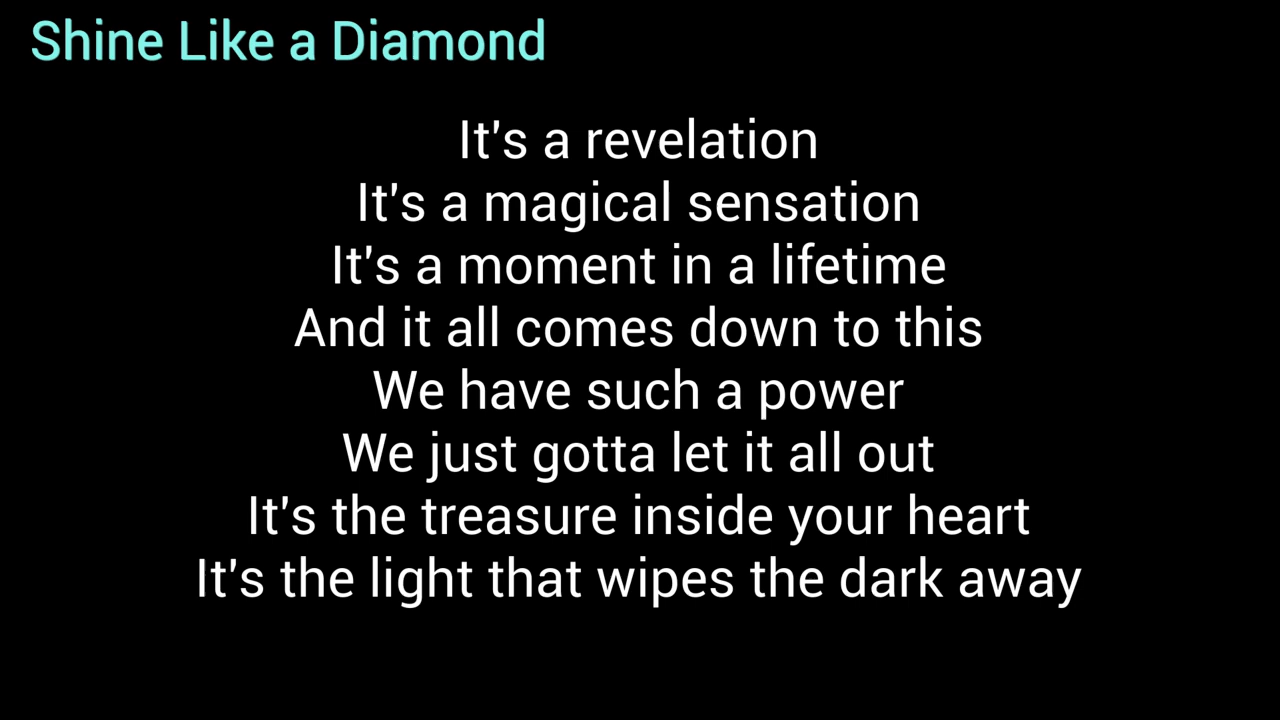 Shine Like a Diamond
It's a revelation
It's a magical sensation
It's a moment in a lifetime
And it all comes down to this
We have such a power
We just gotta let it all out
It's the treasure inside your heart
It's the light that wipes the dark away